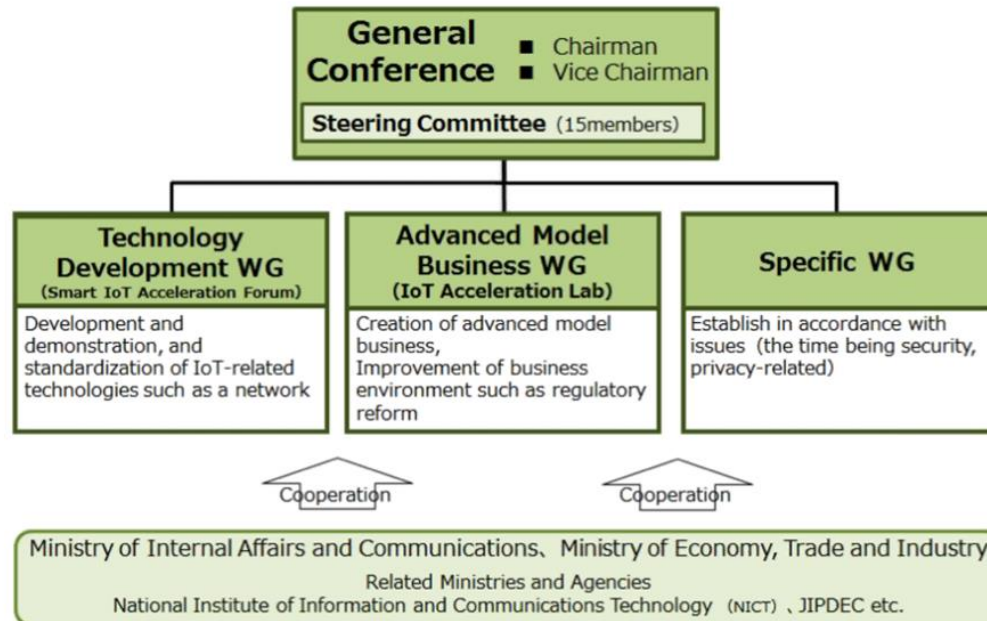 General
Conference
■ Chairman
■ Vice Chairman
Steering Committee (15members)
Technology
Development WG
(Smart IoT Acceleration Forum)
Development and
demonstration, and
standardization of IoT-related
technologies such as a network
Advanced Model
Business WG
(IoT Acceleration Lab)
Creation of advanced model
business,
Improvement of business
environment such as regulatory
reform
Specific WG
Establish in accordance with
issues (the time being security,
privacy-related)
Cooperation
Cooperation
Ministry of Internal Affairs and Communications、Ministry of Economy, Trade and Industry
Related Ministries and Agencies
National Institute of Information and Communications Technology (NICT) 、JIPDEC etc.